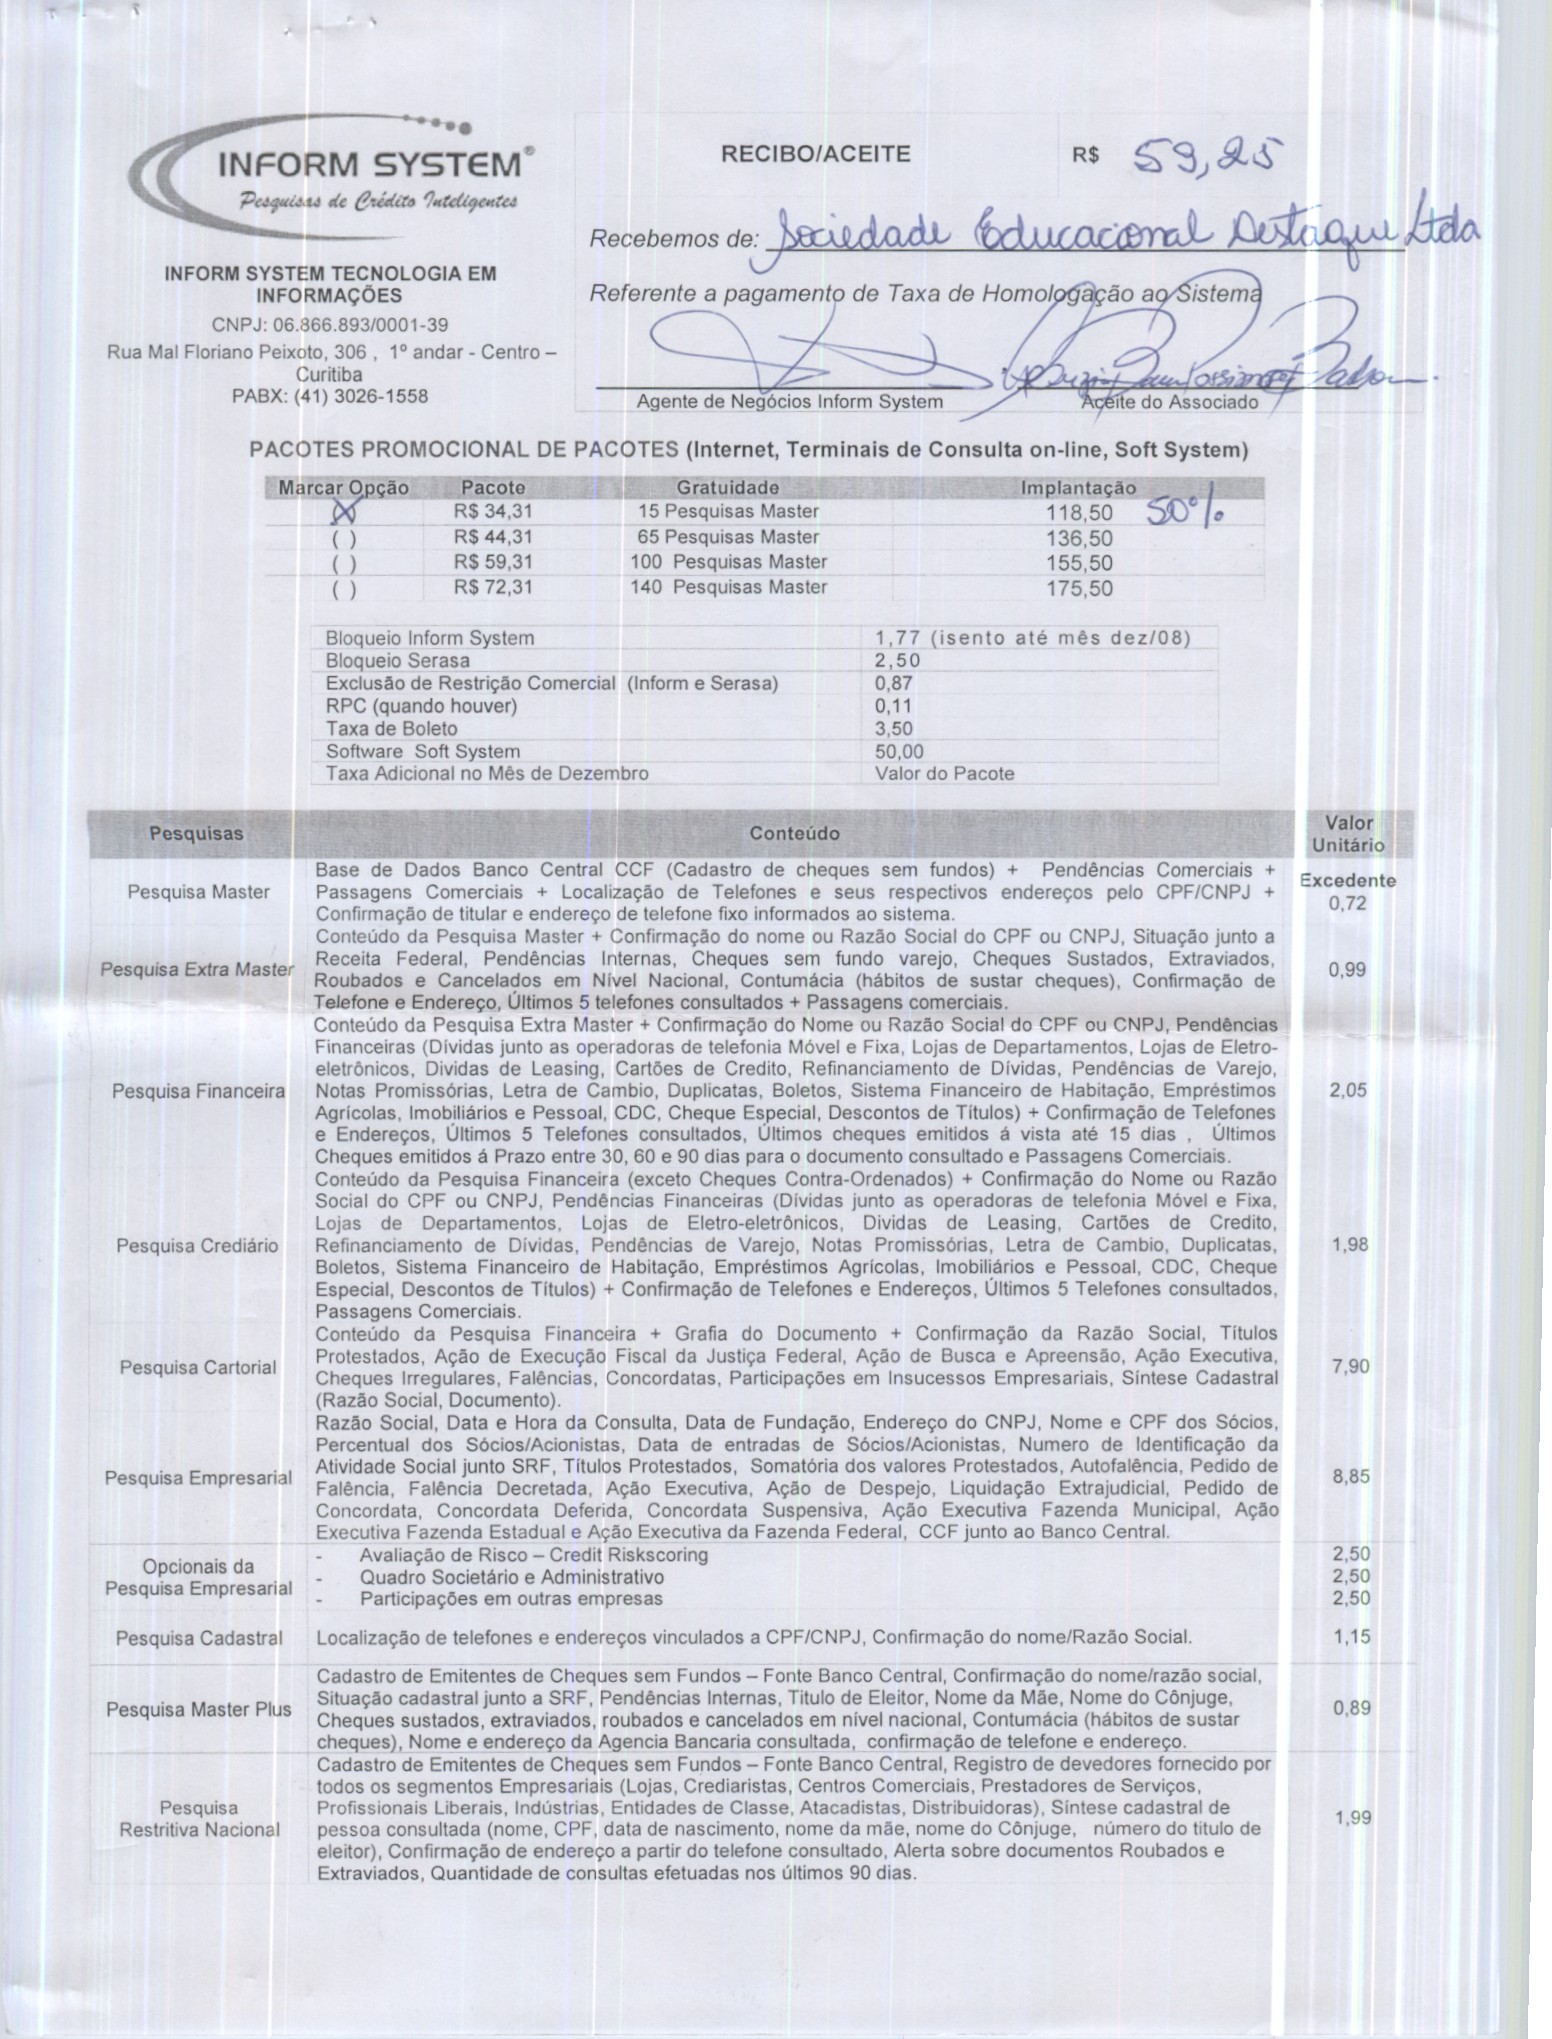 INFORM SYSTEM®
Pesquisas de Crédito Inteligentes
INFORM SYSTEM TECNOLOGIA EM
INFORMAÇÕES
CNPJ: 06.866.893/0001-39
Rua Mal Floriano Peixoto, 306 , 1º andar - Centro –
Curitiba
PABX: (41) 3026-1558
RECIBO/ACEITE R$ 59,25
Recebemos de: Sociedade Educacional Destaque Ltda
Referente a pagamento de Taxa de Homologação ao Sistema
Agente de Negócios Inform System Aceite do Associado
PACOTES PROMOCIONAL DE PACOTES (Internet, Terminais de Consulta on-line, Soft System)
Marcar Opção Pacote Gratuidade Implantação
(X) R$ 34,31 15 Pesquisas Master 118,50 50%
( ) R$ 44,31 65 Pesquisas Master 136,50
( ) R$ 59,31 100 Pesquisas Master 155,50
( ) R$ 72,31 140 Pesquisas Master 175,50
Bloqueio Inform System 1,77 (isento até mês dez/08)
Bloqueio Serasa 2,50
Exclusão de Restrição Comercial (Inform e Serasa) 0,87
RPC (quando houver) 0,11
Taxa de Boleto 3,50
Software Soft System 50,00
Taxa Adicional no Mês de Dezembro Valor do Pacote
Pesquisas Conteúdo Valor Unitário
Pesquisa Master
Base de Dados Banco Central CCF (Cadastro de cheques sem fundos) + Pendências Comerciais +
Passagens Comerciais + Localização de Telefones e seus respectivos endereços pelo CPF/CNPJ +
Confirmação de titular e endereço de telefone fixo informados ao sistema.
Excedente
0,72
Pesquisa Extra Master
Conteúdo da Pesquisa Master + Confirmação do nome ou Razão Social do CPF ou CNPJ, Situação junto a
Receita Federal, Pendências Internas, Cheques sem fundo varejo, Cheques Sustados, Extraviados,
Roubados e Cancelados em Nível Nacional, Contumácia (hábitos de sustar cheques), Confirmação de
Telefone e Endereço, Últimos 5 telefones consultados + Passagens comerciais.
0,99
Pesquisa Financeira
Conteúdo da Pesquisa Extra Master + Confirmação do Nome ou Razão Social do CPF ou CNPJ, Pendências
Financeiras (Dívidas junto as operadoras de telefonia Móvel e Fixa, Lojas de Departamentos, Lojas de Eletro-
eletrônicos, Dividas de Leasing, Cartões de Credito, Refinanciamento de Dívidas, Pendências de Varejo,
Notas Promissórias, Letra de Cambio, Duplicatas, Boletos, Sistema Financeiro de Habitação, Empréstimos
Agrícolas, Imobiliários e Pessoal, CDC, Cheque Especial, Descontos de Títulos) + Confirmação de Telefones
e Endereços, Últimos 5 Telefones consultados, Últimos cheques emitidos á vista até 15 dias , Últimos
Cheques emitidos á Prazo entre 30, 60 e 90 dias para o documento consultado e Passagens Comerciais.
2,05
Pesquisa Crediário
Conteúdo da Pesquisa Financeira (exceto Cheques Contra-Ordenados) + Confirmação do Nome ou Razão
Social do CPF ou CNPJ, Pendências Financeiras (Dívidas junto as operadoras de telefonia Móvel e Fixa,
Lojas de Departamentos, Lojas de Eletro-eletrônicos, Dividas de Leasing, Cartões de Credito,
Refinanciamento de Dívidas, Pendências de Varejo, Notas Promissórias, Letra de Cambio, Duplicatas,
Boletos, Sistema Financeiro de Habitação, Empréstimos Agrícolas, Imobiliários e Pessoal, CDC, Cheque
Especial, Descontos de Títulos) + Confirmação de Telefones e Endereços, Últimos 5 Telefones consultados,
Passagens Comerciais.
1,98
Pesquisa Cartorial
Conteúdo da Pesquisa Financeira + Grafia do Documento + Confirmação da Razão Social, Títulos
Protestados, Ação de Execução Fiscal da Justiça Federal, Ação de Busca e Apreensão, Ação Executiva,
Cheques Irregulares, Falências, Concordatas, Participações em Insucessos Empresariais, Síntese Cadastral
(Razão Social, Documento).
7,90
Pesquisa Empresarial
Razão Social, Data e Hora da Consulta, Data de Fundação, Endereço do CNPJ, Nome e CPF dos Sócios,
Percentual dos Sócios/Acionistas, Data de entradas de Sócios/Acionistas, Numero de Identificação da
Atividade Social junto SRF, Títulos Protestados, Somatória dos valores Protestados, Autofalência, Pedido de
Falência, Falência Decretada, Ação Executiva, Ação de Despejo, Liquidação Extrajudicial, Pedido de
Concordata, Concordata Deferida, Concordata Suspensiva, Ação Executiva Fazenda Municipal, Ação
Executiva Fazenda Estadual e Ação Executiva da Fazenda Federal, CCF junto ao Banco Central.
8,85
Opcionais da
Pesquisa Empresarial
- Avaliação de Risco – Credit Riskscoring 2,50
- Quadro Societário e Administrativo 2,50
- Participações em outras empresas 2,50
Pesquisa Cadastral Localização de telefones e endereços vinculados a CPF/CNPJ, Confirmação do nome/Razão Social. 1,15
Pesquisa Master Plus
Cadastro de Emitentes de Cheques sem Fundos – Fonte Banco Central, Confirmação do nome/razão social,
Situação cadastral junto a SRF, Pendências Internas, Titulo de Eleitor, Nome da Mãe, Nome do Cônjuge,
Cheques sustados, extraviados, roubados e cancelados em nível nacional, Contumácia (hábitos de sustar
cheques), Nome e endereço da Agencia Bancaria consultada, confirmação de telefone e endereço.
0,89
Pesquisa
Restritiva Nacional
Cadastro de Emitentes de Cheques sem Fundos – Fonte Banco Central, Registro de devedores fornecido por
todos os segmentos Empresariais (Lojas, Crediaristas, Centros Comerciais, Prestadores de Serviços,
Profissionais Liberais, Indústrias, Entidades de Classe, Atacadistas, Distribuidoras), Síntese cadastral de
pessoa consultada (nome, CPF, data de nascimento, nome da mãe, nome do Cônjuge, número do titulo de
eleitor), Confirmação de endereço a partir do telefone consultado, Alerta sobre documentos Roubados e
Extraviados, Quantidade de consultas efetuadas nos últimos 90 dias.
1,99